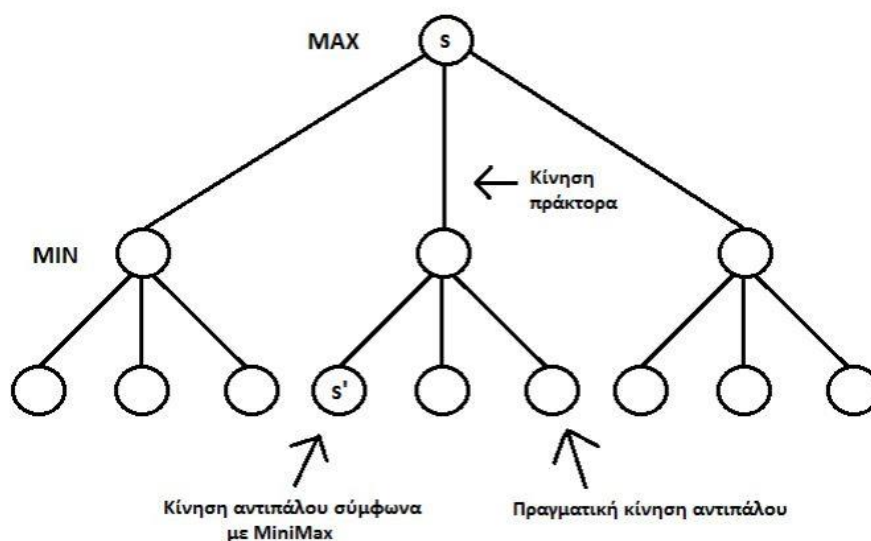 MAX
s
Κίνηση
πράκτορα
MIN
s'
Κίνηση αντιπάλου σύμφωνα
με MiniMax
Πραγματική κίνηση αντιπάλου